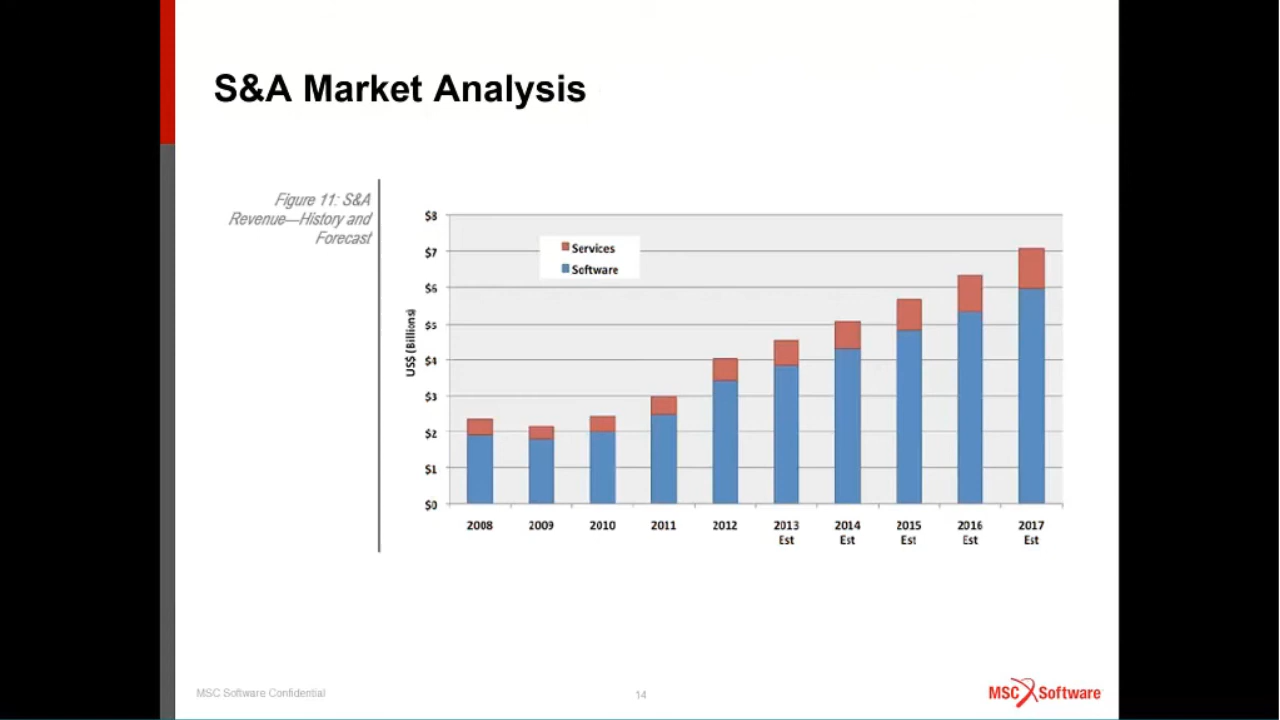 S&A Market Analysis
Figure 11: S&A
Revenue—History and
Forecast
$8
$7
$6
$5
$4
$3
$2
$1
$0
US$ (Billions)
Services
Software
2008 2009 2010 2011 2012 2013 2014 2015 2016 2017
Est Est Est Est Est
MSC Software Confidential
14
MSC Software